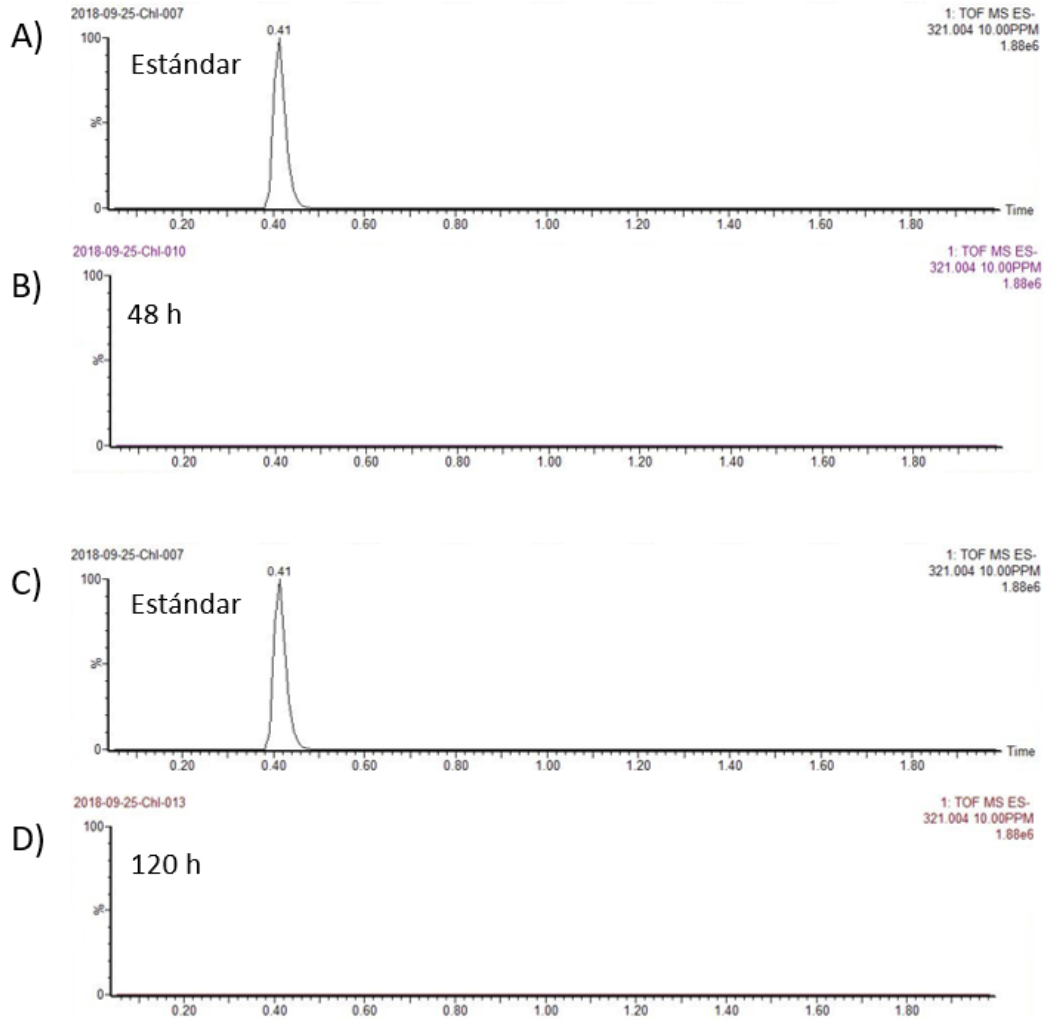 2018-09-25-Chl-007
1: TOF MS ES-
321.004 10.00PPM
1.88e6
A)
Estándar
0.41
100
%
0
0.20 0.40 0.60 0.80 1.00 1.20 1.40 1.60 1.80
Time
2018-09-25-Chl-010
1: TOF MS ES-
321.004 10.00PPM
1.88e6
B)
48 h
100
%
0
0.20 0.40 0.60 0.80 1.00 1.20 1.40 1.60 1.80
2018-09-25-Chl-007
1: TOF MS ES-
321.004 10.00PPM
1.88e6
C)
Estándar
0.41
100
%
0
0.20 0.40 0.60 0.80 1.00 1.20 1.40 1.60 1.80
Time
2018-09-25-Chl-013
1: TOF MS ES-
321.004 10.00PPM
1.88e6
D)
120 h
100
%
0
0.20 0.40 0.60 0.80 1.00 1.20 1.40 1.60 1.80